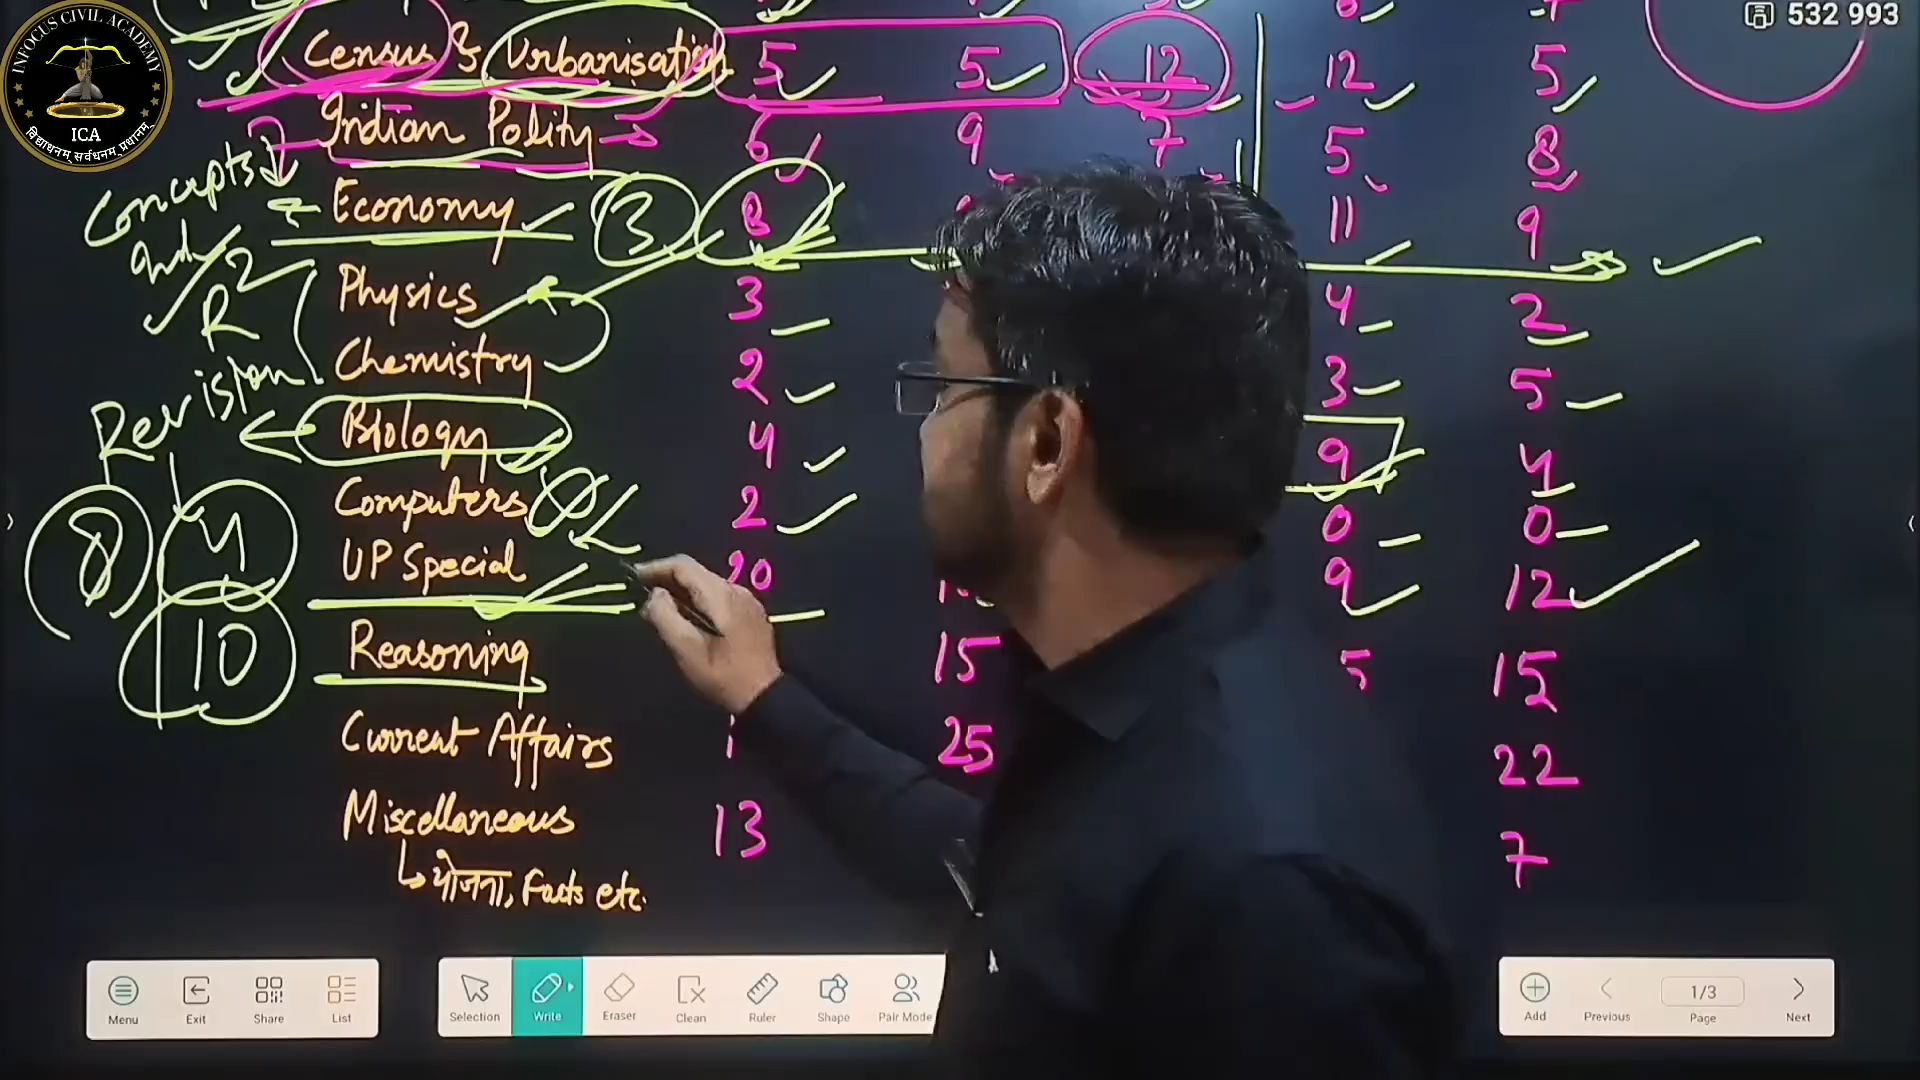 INFOCUS CIVIL ACADEMY
ICA
विद्याधनम् सर्वधनम् प्रधानम्
532 993
Census & Urbanisation 5 5 12 12 5
Indian Polity 6 9 7 5 8
Concepts
Economy 3 8 11 9
R2
Physics 3 4 2
Chemistry 2 3 5
Revision
Biology 4 9 4
Computers 2 0 0
8 4
UP Special 20 9 12
10
Reasoning 15 5 15
Current Affairs 25 22
Miscellaneous 13 7
योजना, Facts etc.
Menu Exit Share List
Selection Write Eraser Clean Ruler Shape Pair Mode
Add Previous 1/3 Page Next